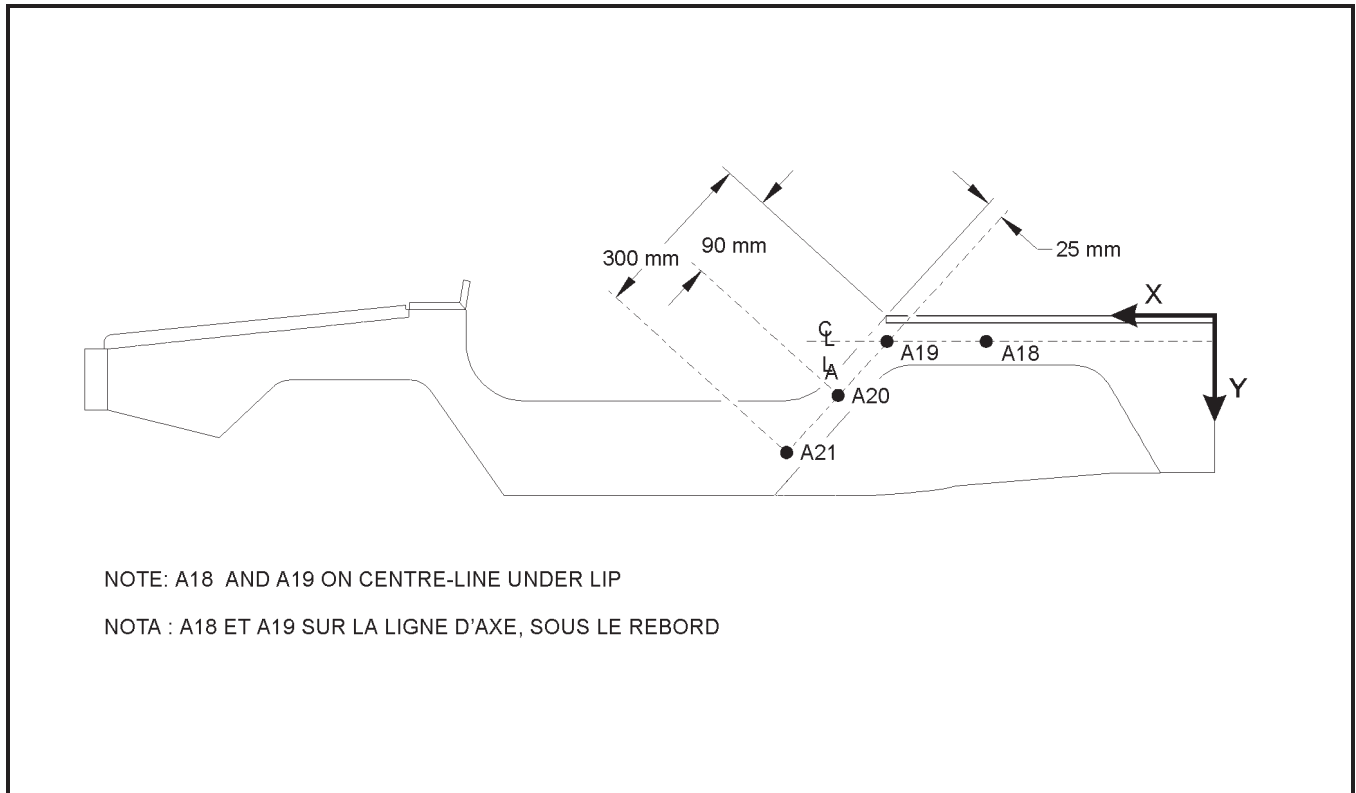 90 mm
300 mm
25 mm
X
C
L
A19
A18
L
A
A20
Y
A21
NOTE: A18 AND A19 ON CENTRE-LINE UNDER LIP
NOTA : A18 ET A19 SUR LA LIGNE D'AXE, SOUS LE REBORD